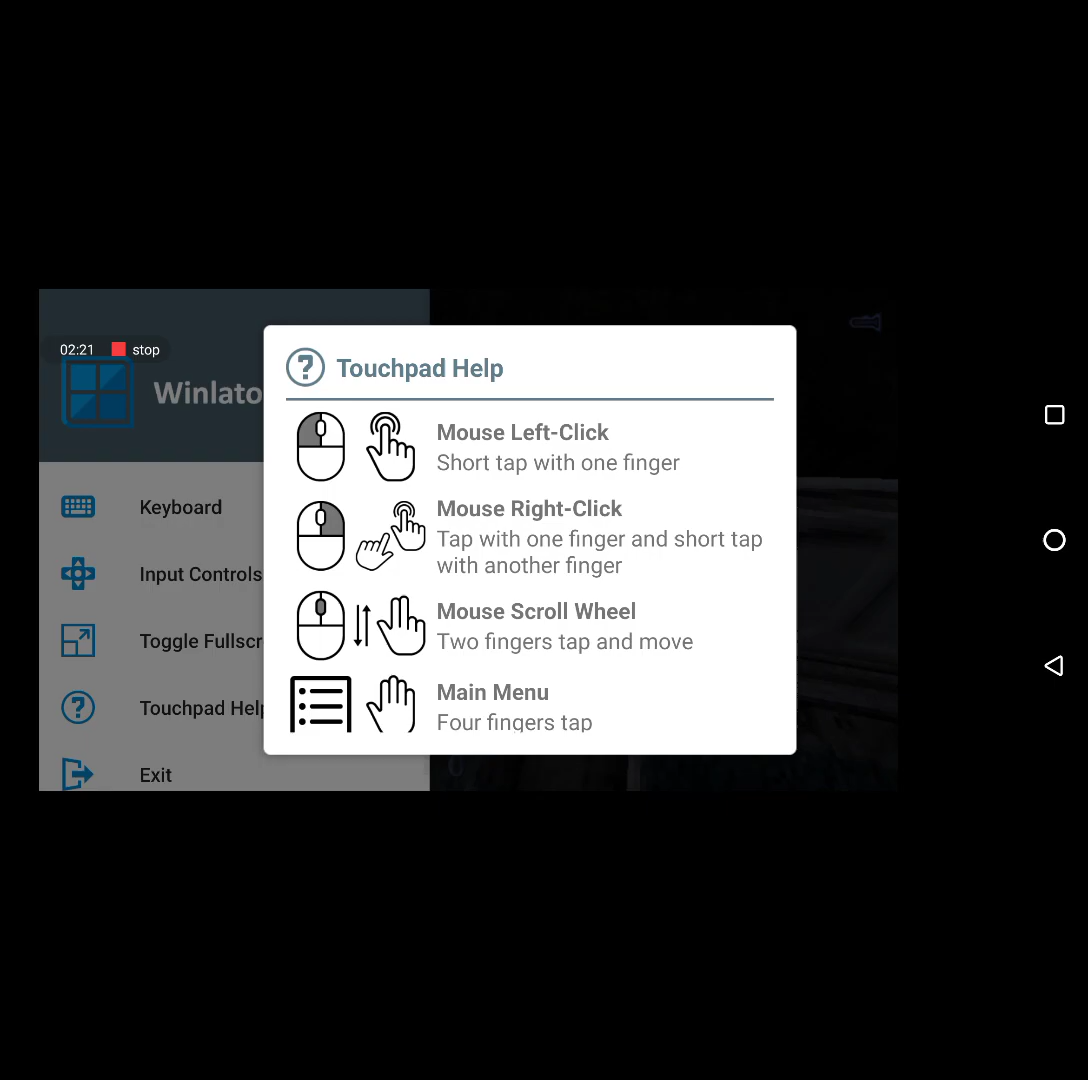 02:21 stop
Winlato
Keyboard
Input Controls
Toggle Fullscr
Touchpad Help
Exit
? Touchpad Help
Mouse Left-Click
Short tap with one finger
Mouse Right-Click
Tap with one finger and short tap
with another finger
Mouse Scroll Wheel
Two fingers tap and move
Main Menu
Four fingers tap